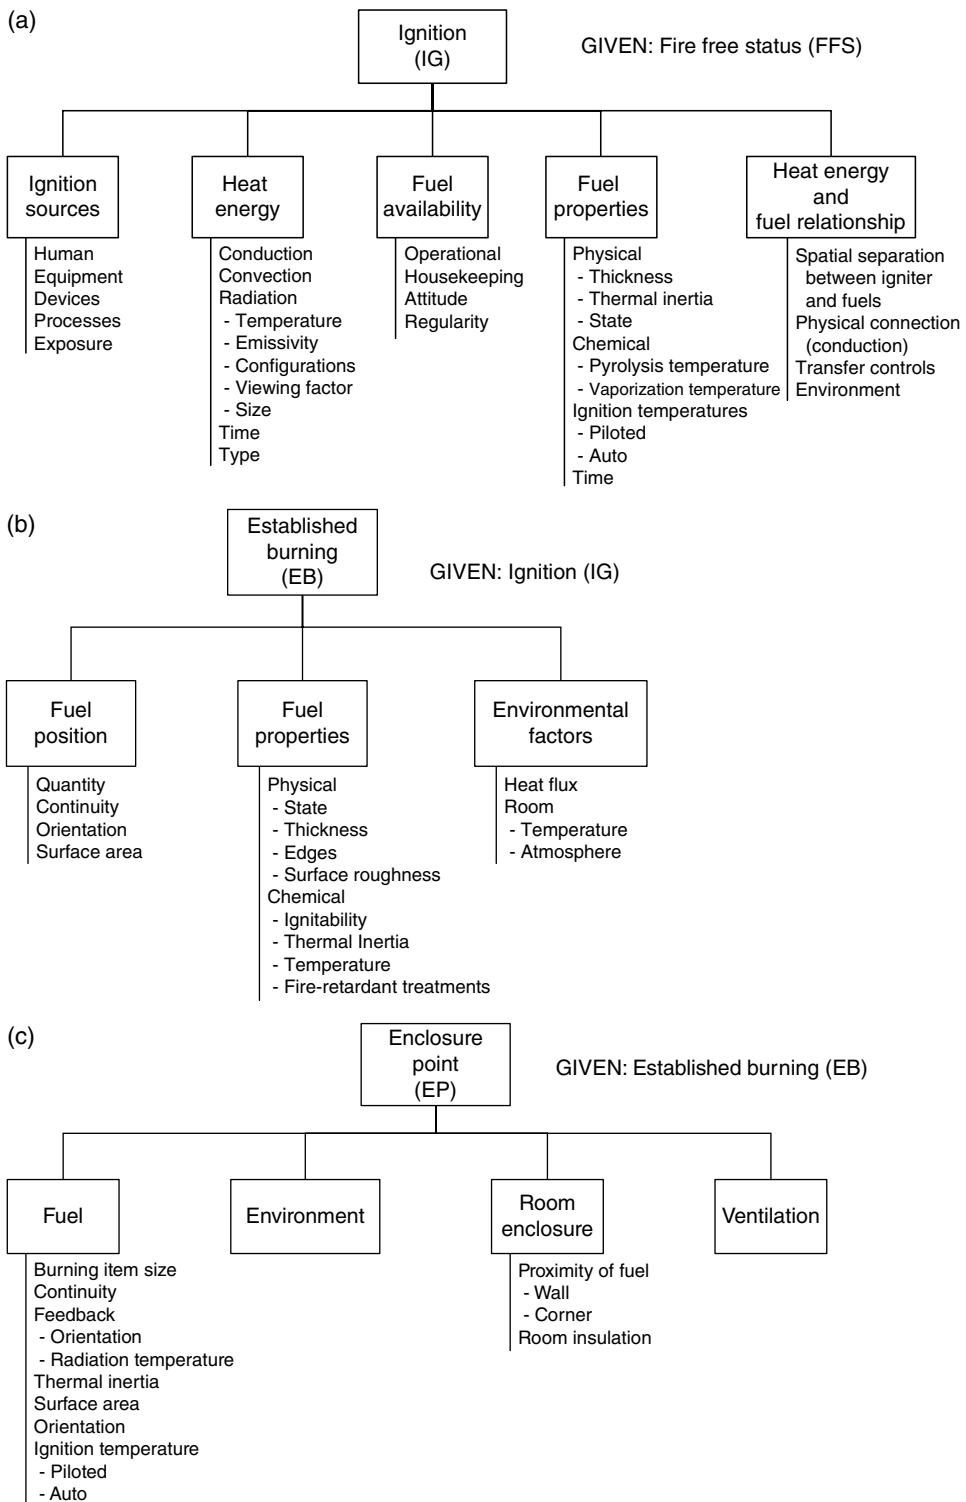 (a)
Ignition
(IG)
GIVEN: Fire free status (FFS)
Ignition
sources
Human
Equipment
Devices
Processes
Exposure
Heat
energy
Conduction
Convection
Radiation
- Temperature
- Emissivity
- Configurations
- Viewing factor
- Size
Time
Type
Fuel
availability
Operational
Housekeeping
Attitude
Regularity
Fuel
properties
Physical
- Thickness
- Thermal inertia
- State
Chemical
- Pyrolysis temperature
- Vaporization temperature
Ignition temperatures
- Piloted
- Auto
Time
Heat energy
and
fuel relationship
Spatial separation
between igniter
and fuels
Physical connection
(conduction)
Transfer controls
Environment
(b)
Established
burning
(EB)
GIVEN: Ignition (IG)
Fuel
position
Quantity
Continuity
Orientation
Surface area
Fuel
properties
Physical
- State
- Thickness
- Edges
- Surface roughness
Chemical
- Ignitability
- Thermal Inertia
- Temperature
- Fire-retardant treatments
Environmental
factors
Heat flux
Room
- Temperature
- Atmosphere
(c)
Enclosure
point
(EP)
GIVEN: Established burning (EB)
Fuel
Burning item size
Continuity
Feedback
- Orientation
- Radiation temperature
Thermal inertia
Surface area
Orientation
Ignition temperature
- Piloted
- Auto
Environment
Room
enclosure
Proximity of fuel
- Wall
- Corner
Room insulation
Ventilation